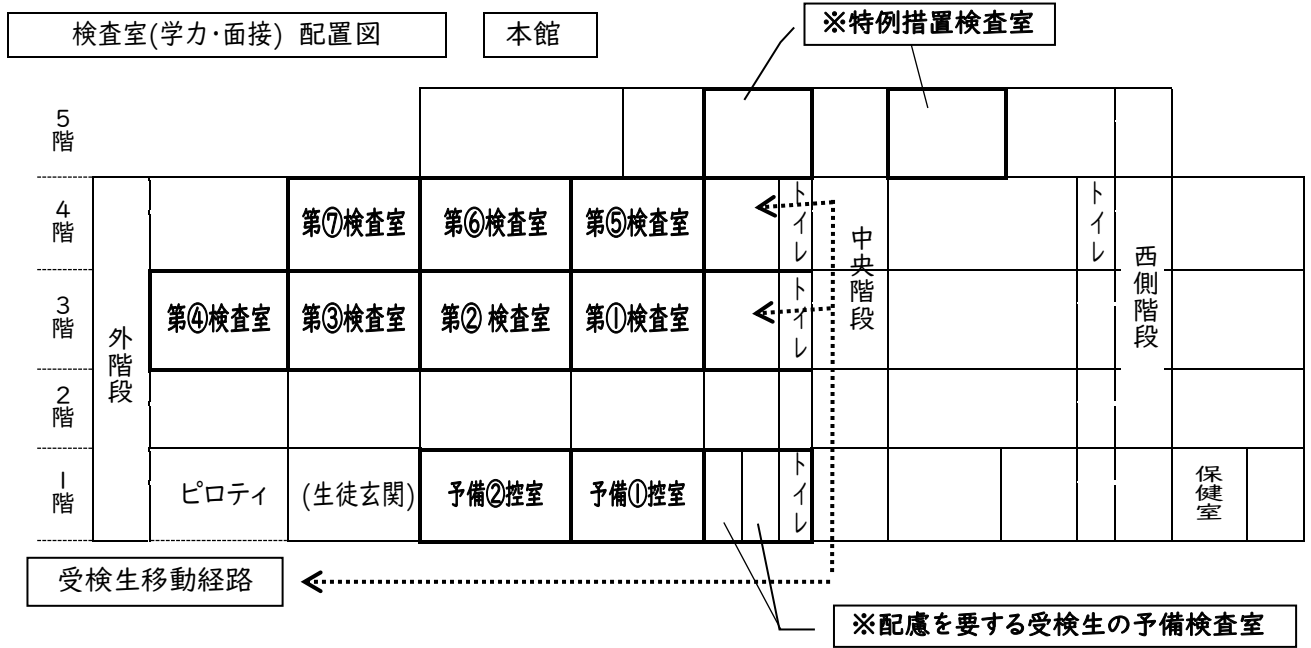 検査室(学力・面接) 配置図
本館
※特例措置検査室
5階
4階
第⑦検査室
第⑥検査室
第⑤検査室
トイレ
トイレ
3階
第④検査室
第③検査室
第② 検査室
第①検査室
トイレ
中央階段
西側階段
外階段
2階
1階
ピロティ
(生徒玄関)
予備②控室
予備①控室
トイレ
保健室
受検生移動経路
※配慮を要する受検生の予備検査室